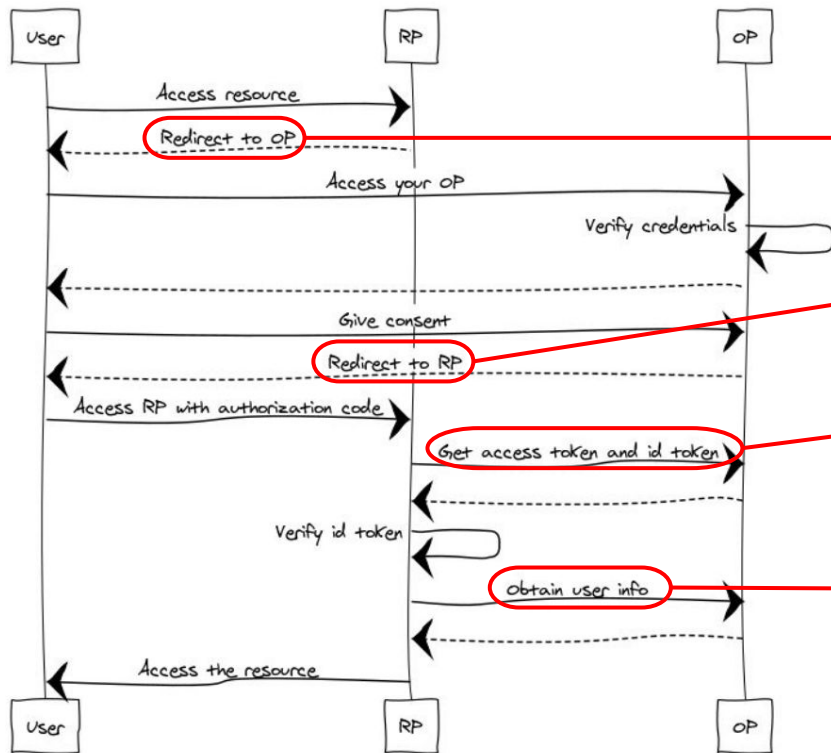 User
RP
OP
Access resource
Redirect to OP
Access your OP
Verify credentials
Give consent
Redirect to RP
Access RP with authorization code
Get access token and id token
Verify id token
Obtain user info
Access the resource
User
RP
OP